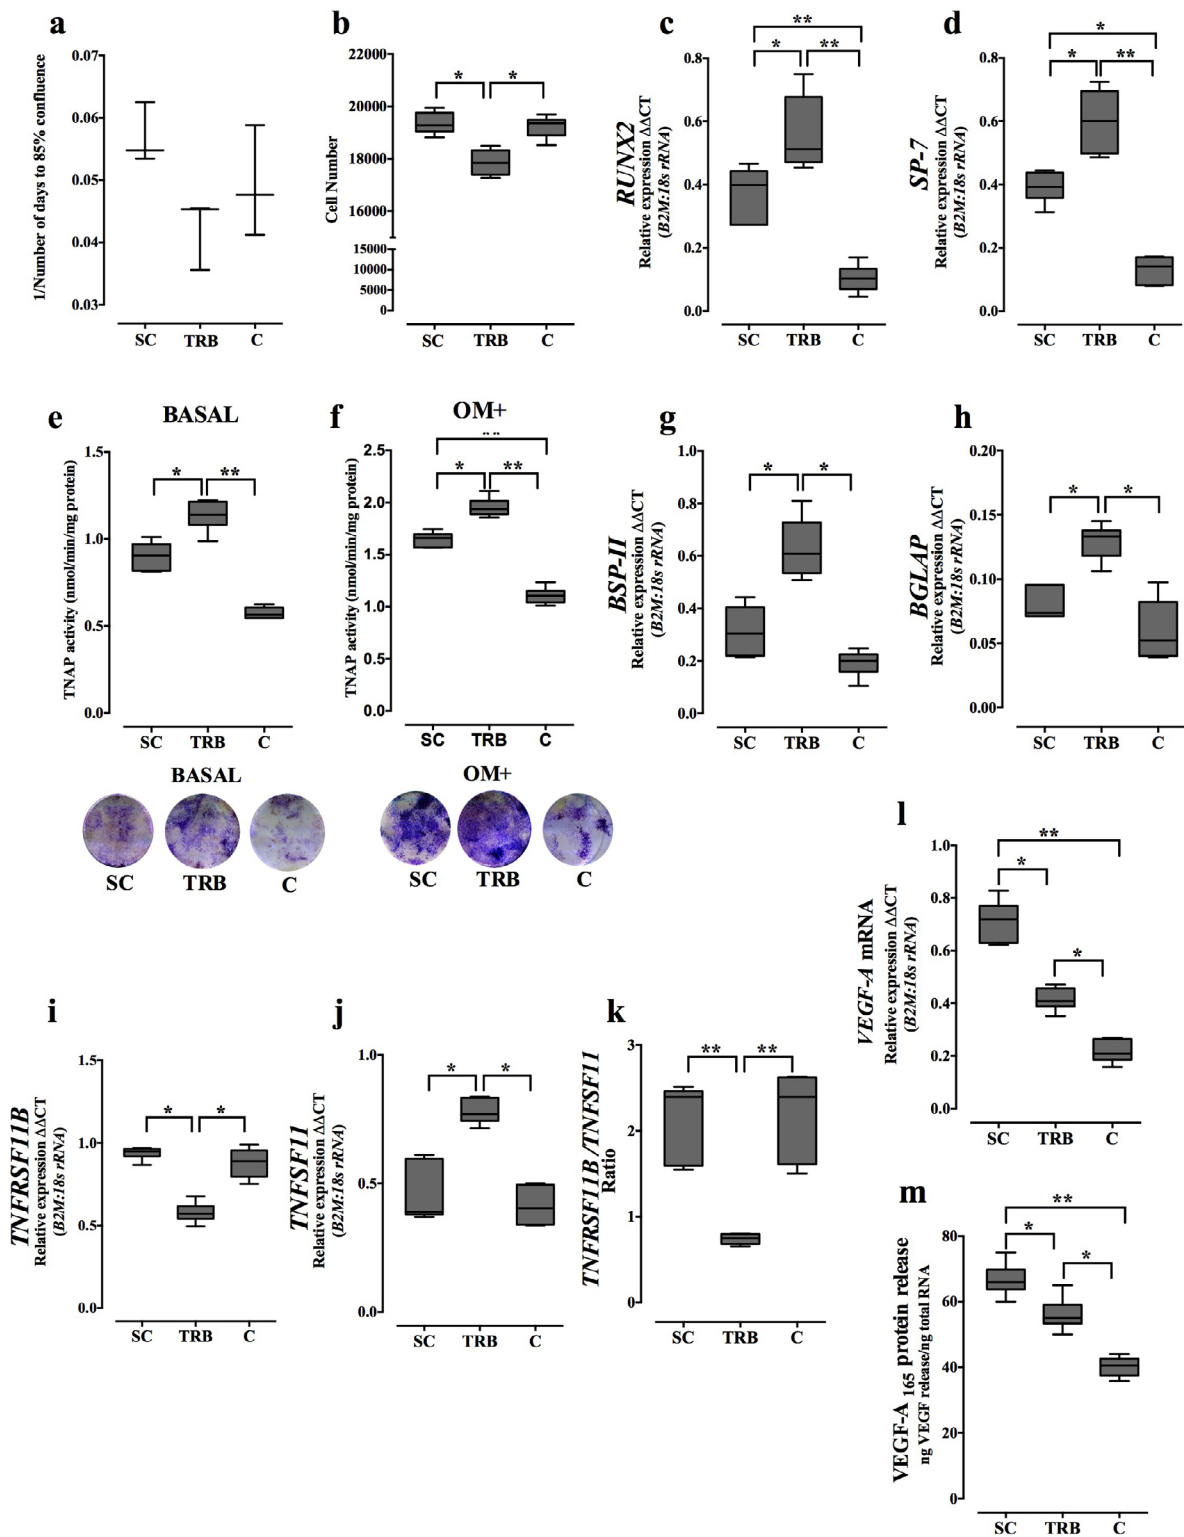 a
1/Number of days to 85% confluence
0.07
0.06
0.05
0.04
0.03
SC TRB C
b
Cell Number
22000
20000
18000
16000
15000
10000
5000
0
* *
SC TRB C
c
RUNX2
Relative expression ΔΔCT
(B2M:18s rRNA)
0.8
0.6
0.4
0.2
0.0
**
* **
SC TRB C
d
SP-7
Relative expression ΔΔCT
(B2M:18s rRNA)
0.8
0.6
0.4
0.2
0.0
*
* **
SC TRB C
e
BASAL
TNAP activity (nmol/min/mg protein)
1.5
1.0
0.5
0.0
* **
SC TRB C
BASAL
SC TRB C
f
OM+
TNAP activity (nmol/min/mg protein)
2.5
2.0
1.5
1.0
0.5
0.0
* **
SC TRB C
OM+
SC TRB C
g
BSP-II
Relative expression ΔΔCT
(B2M:18s rRNA)
1.0
0.8
0.6
0.4
0.2
0.0
* *
SC TRB C
h
BGLAP
Relative expression ΔΔCT
(B2M:18s rRNA)
0.20
0.15
0.10
0.05
0.00
* *
SC TRB C
i
TNFRSF11B
Relative expression ΔΔCT
(B2M:18s rRNA)
1.5
1.0
0.5
0.0
* *
SC TRB C
j
TNFSF11
Relative expression ΔΔCT
(B2M:18s rRNA)
1.0
0.5
0.0
* *
SC TRB C
k
TNFRSF11B/TNFSF11
Ratio
3
2
1
0
** **
SC TRB C
l
VEGF-A mRNA
Relative expression ΔΔCT
(B2M:18s rRNA)
1.0
0.8
0.6
0.4
0.2
0.0
**
*
*
SC TRB C
m
VEGF-A 165 protein release
ng VEGF release/ng total RNA
80
60
40
20
0
**
*
*
SC TRB C